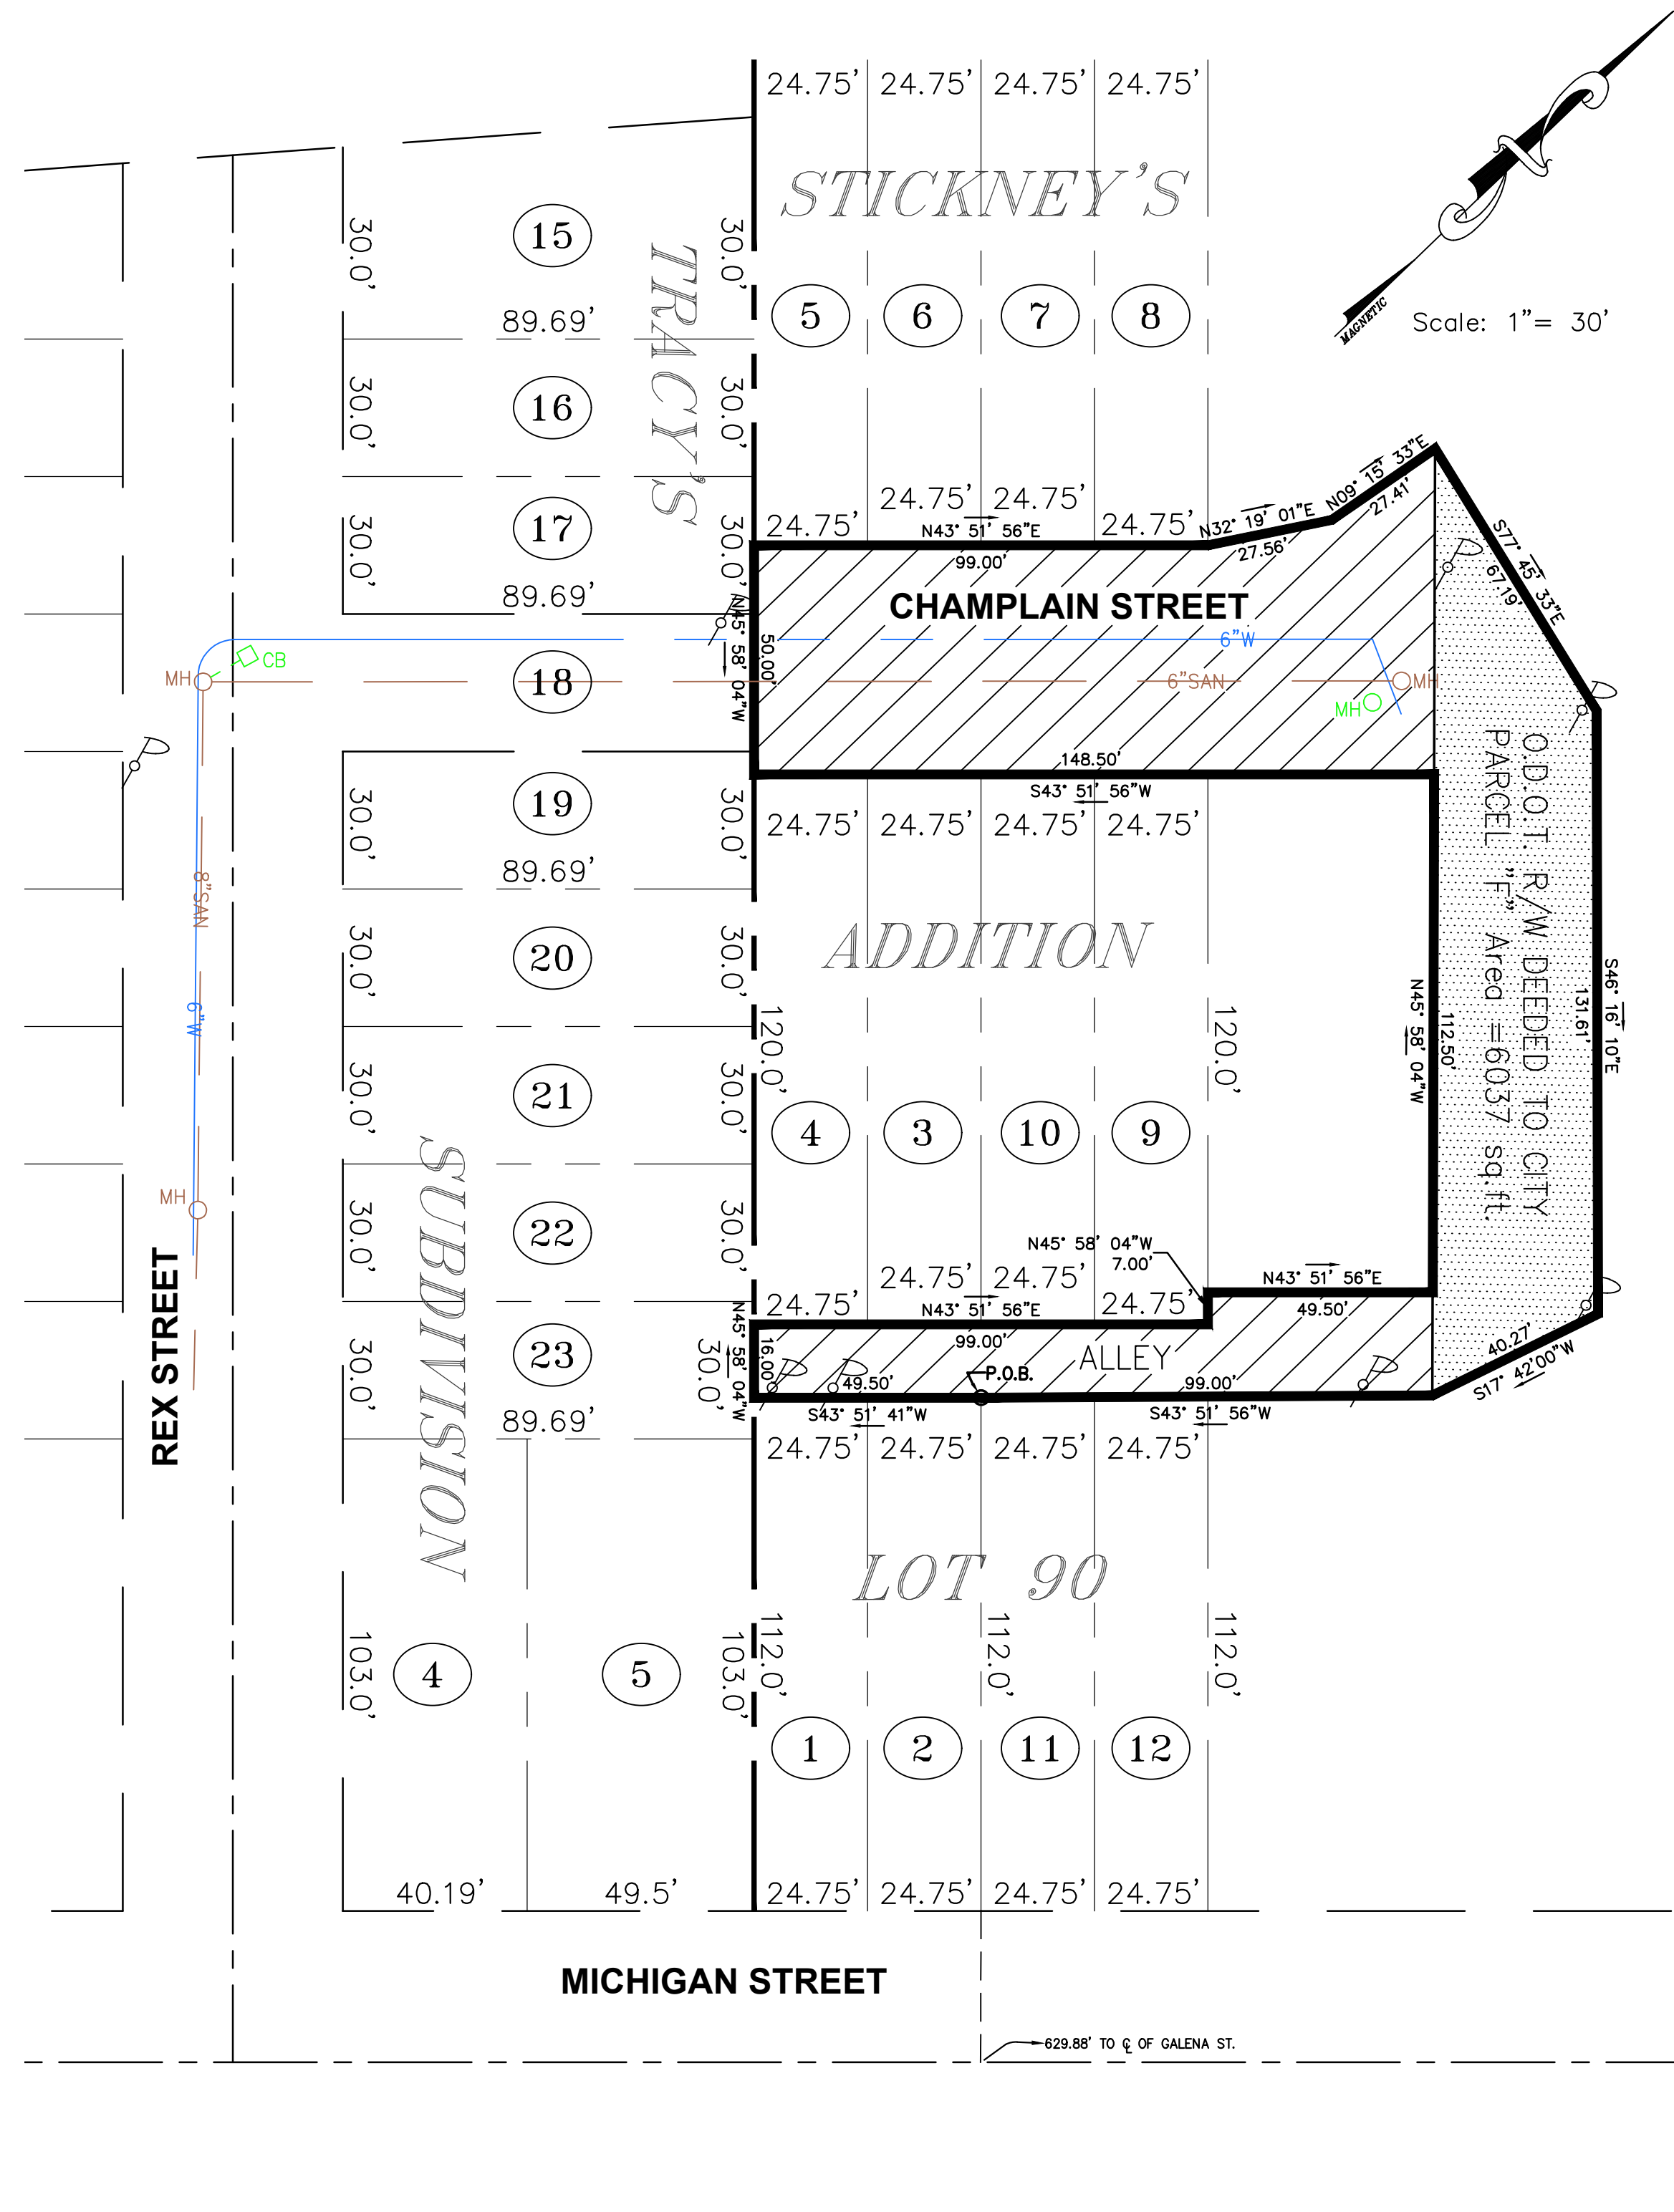 24.75' 24.75' 24.75' 24.75'
STICKNEY'S
MAGNETIC
Scale: 1"= 30'
5 6 7 8
TRACY'S
30.0' 15 30.0'
89.69'
30.0' 16 30.0'
30.0' 17 30.0'
89.69'
24.75' 24.75' 24.75' 24.75'
N43° 51' 56"E
99.00'
N32° 19' 01"E
27.56'
N09° 15' 33"E
27.41'
S77° 45' 33"E
67.19'
CHAMPLAIN STREET
N45° 58' 04"W
50.00'
6"W
6"SAN
MH
MH
MH
CB
18
148.50'
S43° 51' 56"W
24.75' 24.75' 24.75' 24.75'
30.0' 19 30.0'
89.69'
8"SAN
6"W
MH
30.0' 20 30.0'
ADDITION
30.0' 21 30.0'
120.0' 120.0'
4 3 10 9
N45° 58' 04"W
112.50'
O.D.O.T. R/W DEEDED TO CITY
PARCEL "F" Area =6037 sq.ft.
S46° 16' 10"E
131.61'
30.0' 22 30.0'
SUBDIVISION
REX STREET
N45° 58' 04"W
7.00'
N43° 51' 56"E
49.50'
24.75' 24.75' 24.75' 24.75'
N43° 51' 56"E
99.00'
ALLEY
30.0' 23 30.0'
89.69'
N45° 58' 04"W
16.00'
49.50'
P.O.B.
99.00'
40.27'
S17° 42'00"W
S43° 51' 41"W
S43° 51' 56"W
24.75' 24.75' 24.75' 24.75'
LOT 90
103.0' 4 5 103.0'
112.0' 112.0' 112.0'
1 2 11 12
40.19' 49.5' 24.75' 24.75' 24.75' 24.75'
MICHIGAN STREET
629.88' TO ℄ OF GALENA ST.